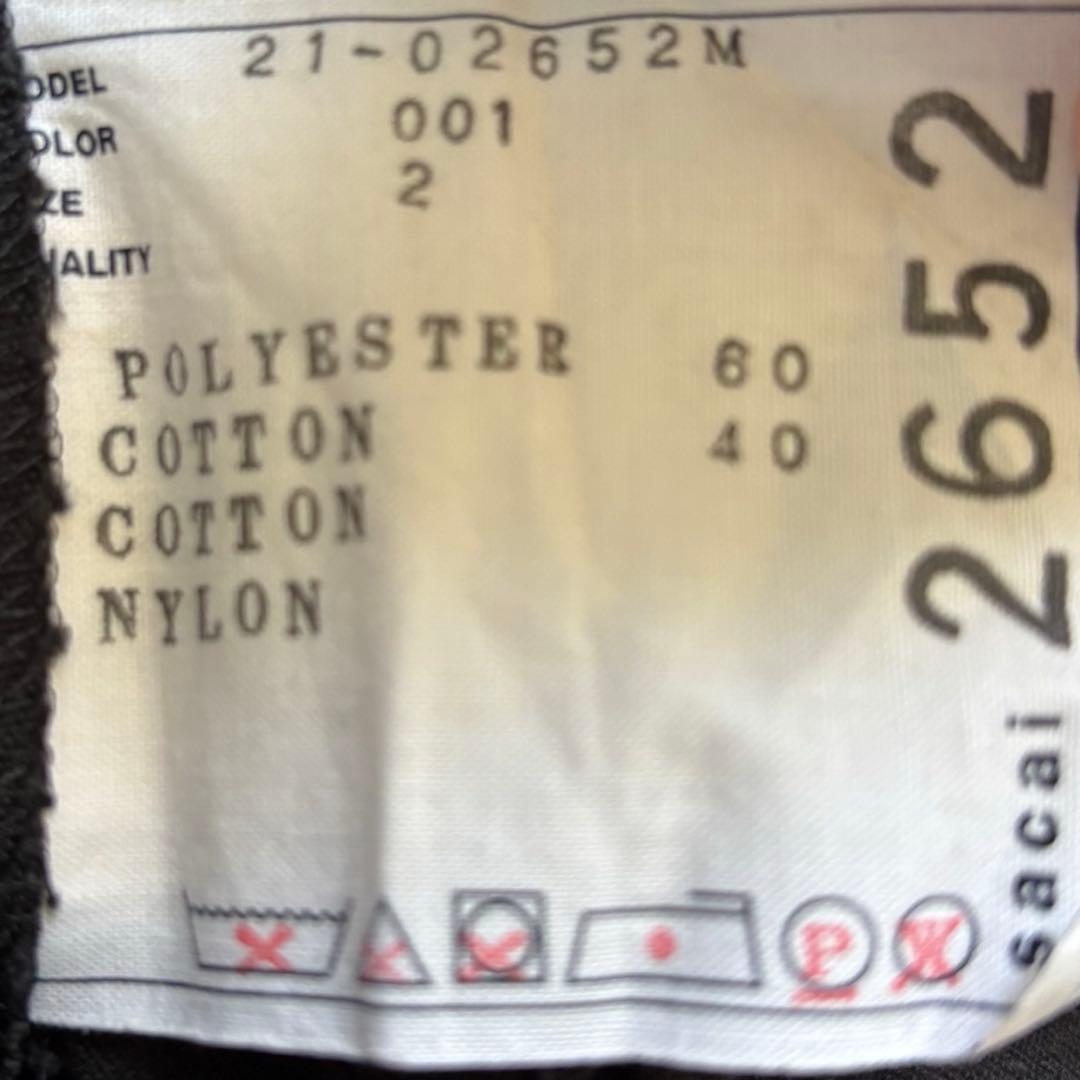 ODEL 21-02652M
OLOR 001
ZE 2
ALITY
POLYESTER 60
COTTON 40
COTTON
NYLON
P
W
2652
sacai